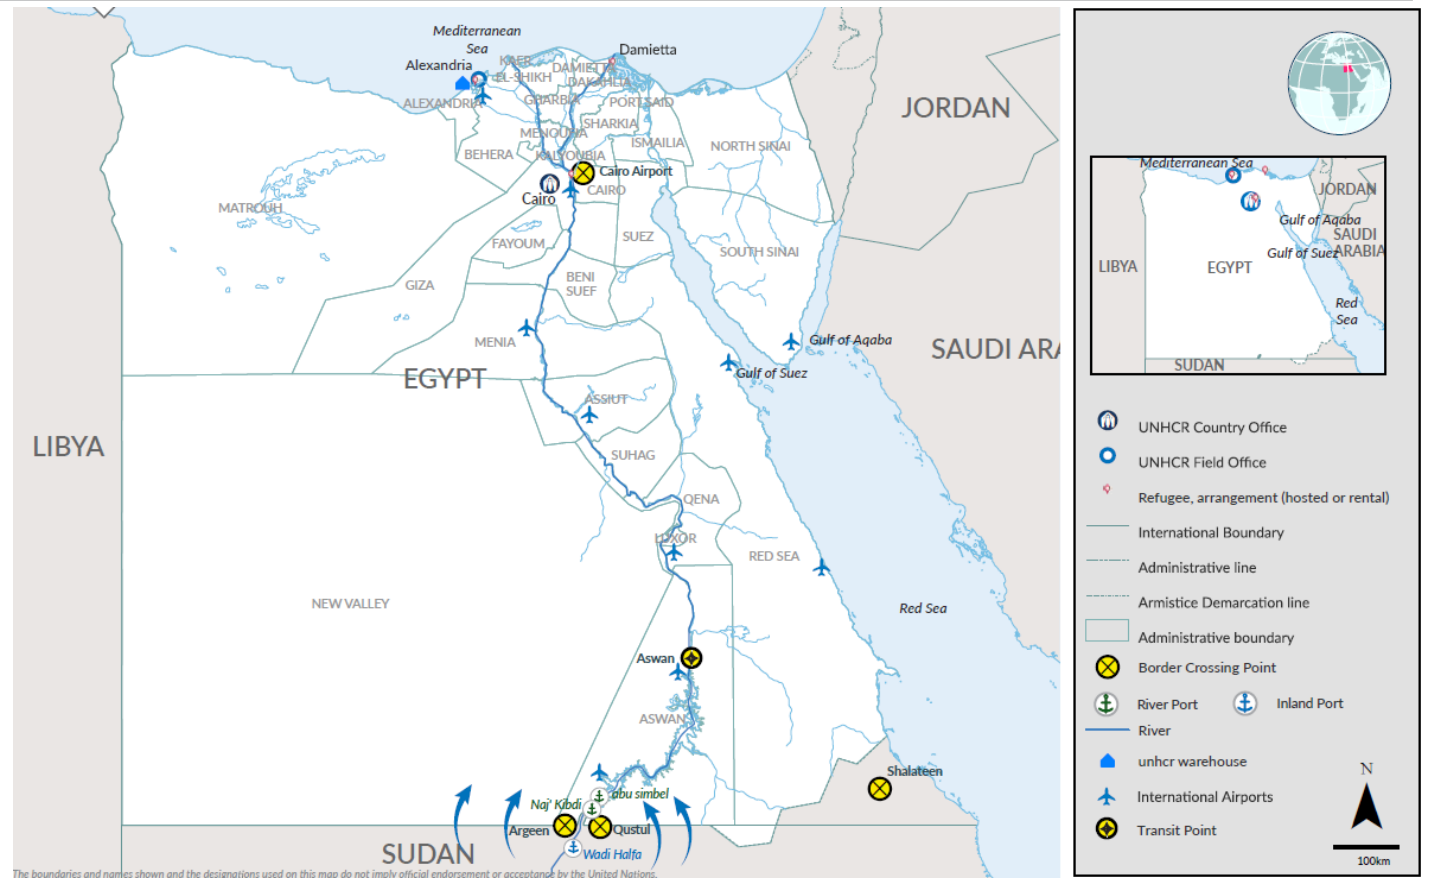 Mediterranean
Sea
Damietta
Alexandria
KAFR
EL-SHIKH
DAMIETTA
DAKAHLIA
ALEXANDRIA
GHARBIA
PORT SAID
SHARKIA
MENOUFIA
ISMAILIA
NORTH SINAI
BEHERA
KALYOUBIA
Cairo Airport
Cairo
CAIRO
MATROUH
FAYOUM
SUEZ
SOUTH SINAI
GIZA
BENI
SUEF
MENIA
Gulf of Aqaba
Gulf of Suez
EGYPT
ASSIUT
LIBYA
SUHAG
QENA
LUXOR
RED SEA
NEW VALLEY
Red Sea
Aswan
ASWAN
Shalateen
abu simbel
Naj' Kibdi
Argeen
Qustul
Wadi Halfa
SUDAN
JORDAN
SAUDI ARA
The boundaries and names shown and the designations used on this map do not imply official endorsement or acceptance by the United Nations.
Mediterranean Sea
JORDAN
Gulf of Aqaba
SAUDI
ARABIA
Gulf of Suez
LIBYA
EGYPT
Red
Sea
SUDAN
UNHCR Country Office
UNHCR Field Office
Refugee, arrangement (hosted or rental)
International Boundary
Administrative line
Armistice Demarcation line
Administrative boundary
Border Crossing Point
River Port
Inland Port
River
unhcr warehouse
International Airports
Transit Point
N
100km